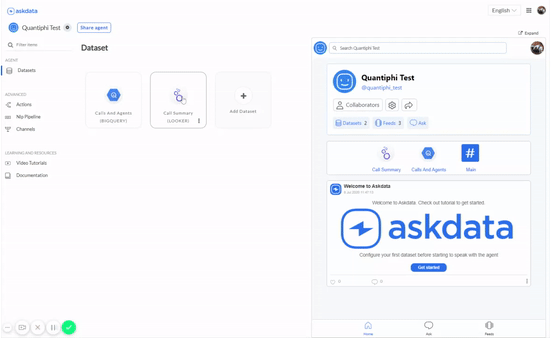 askdata
English
Quantiphi Test
Share agent
Expand
Filter items
Dataset
AGENT
Datasets
ADVANCED
Actions
Nlp Pipeline
Channels
LEARNING AND RESOURCES
Video Tutorials
Documentation
Calls And Agents
(BIGQUERY)
Call Summary
(LOOKER)
Add Dataset
Search Quantiphi Test
Quantiphi Test
@quantiphi_test
Collaborators
Datasets 2
Feeds 1
Ask
Call Summary
Calls And Agents
#
Main
Welcome to Askdata
Welcome to Askdata. Check out tutorial to get started.
askdata
Configure your first dataset before starting to speak with the agent
Get started
0
0
Home
Ask
Feeds